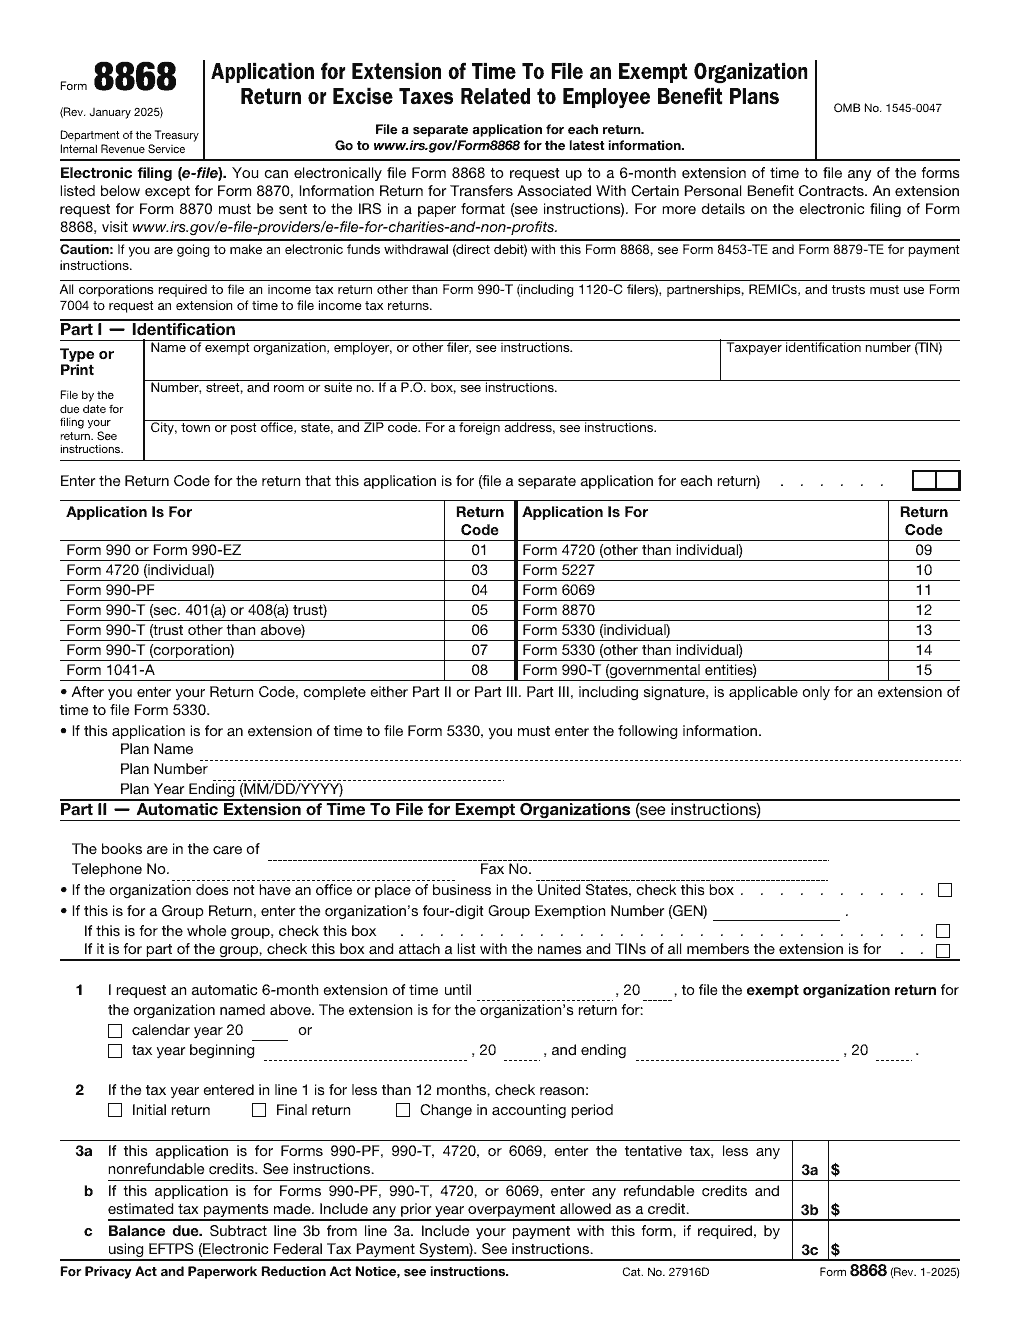 Form 8868
(Rev. January 2025)
Department of the Treasury
Internal Revenue Service
Application for Extension of Time To File an Exempt Organization
Return or Excise Taxes Related to Employee Benefit Plans
File a separate application for each return.
Go to www.irs.gov/Form8868 for the latest information.
OMB No. 1545-0047
Electronic filing (e-file). You can electronically file Form 8868 to request up to a 6-month extension of time to file any of the forms
listed below except for Form 8870, Information Return for Transfers Associated With Certain Personal Benefit Contracts. An extension
request for Form 8870 must be sent to the IRS in a paper format (see instructions). For more details on the electronic filing of Form
8868, visit www.irs.gov/e-file-providers/e-file-for-charities-and-non-profits.
Caution: If you are going to make an electronic funds withdrawal (direct debit) with this Form 8868, see Form 8453-TE and Form 8879-TE for payment
instructions.
All corporations required to file an income tax return other than Form 990-T (including 1120-C filers), partnerships, REMICs, and trusts must use Form
7004 to request an extension of time to file income tax returns.
Part I — Identification
Type or
Print
File by the
due date for
filing your
return. See
instructions.
Name of exempt organization, employer, or other filer, see instructions.
Taxpayer identification number (TIN)
Number, street, and room or suite no. If a P.O. box, see instructions.
City, town or post office, state, and ZIP code. For a foreign address, see instructions.
Enter the Return Code for the return that this application is for (file a separate application for each return) . . . . . .
Application Is For Return Code Application Is For Return Code
Form 990 or Form 990-EZ 01 Form 4720 (other than individual) 09
Form 4720 (individual) 03 Form 5227 10
Form 990-PF 04 Form 6069 11
Form 990-T (sec. 401(a) or 408(a) trust) 05 Form 8870 12
Form 990-T (trust other than above) 06 Form 5330 (individual) 13
Form 990-T (corporation) 07 Form 5330 (other than individual) 14
Form 1041-A 08 Form 990-T (governmental entities) 15
• After you enter your Return Code, complete either Part II or Part III. Part III, including signature, is applicable only for an extension of
time to file Form 5330.
• If this application is for an extension of time to file Form 5330, you must enter the following information.
Plan Name
Plan Number
Plan Year Ending (MM/DD/YYYY)
Part II — Automatic Extension of Time To File for Exempt Organizations (see instructions)
The books are in the care of
Telephone No. Fax No.
• If the organization does not have an office or place of business in the United States, check this box . . . . . . . . . .
• If this is for a Group Return, enter the organization's four-digit Group Exemption Number (GEN) .
If this is for the whole group, check this box . . . . . . . . . . . . . . . . . . . . . . . . .
If it is for part of the group, check this box and attach a list with the names and TINs of all members the extension is for . .
1 I request an automatic 6-month extension of time until , 20 , to file the exempt organization return for
the organization named above. The extension is for the organization's return for:
calendar year 20 or
tax year beginning , 20 , and ending , 20 .
2 If the tax year entered in line 1 is for less than 12 months, check reason:
Initial return Final return Change in accounting period
3a If this application is for Forms 990-PF, 990-T, 4720, or 6069, enter the tentative tax, less any
nonrefundable credits. See instructions. 3a $
b If this application is for Forms 990-PF, 990-T, 4720, or 6069, enter any refundable credits and
estimated tax payments made. Include any prior year overpayment allowed as a credit. 3b $
c Balance due. Subtract line 3b from line 3a. Include your payment with this form, if required, by
using EFTPS (Electronic Federal Tax Payment System). See instructions. 3c $
For Privacy Act and Paperwork Reduction Act Notice, see instructions. Cat. No. 27916D Form 8868 (Rev. 1-2025)